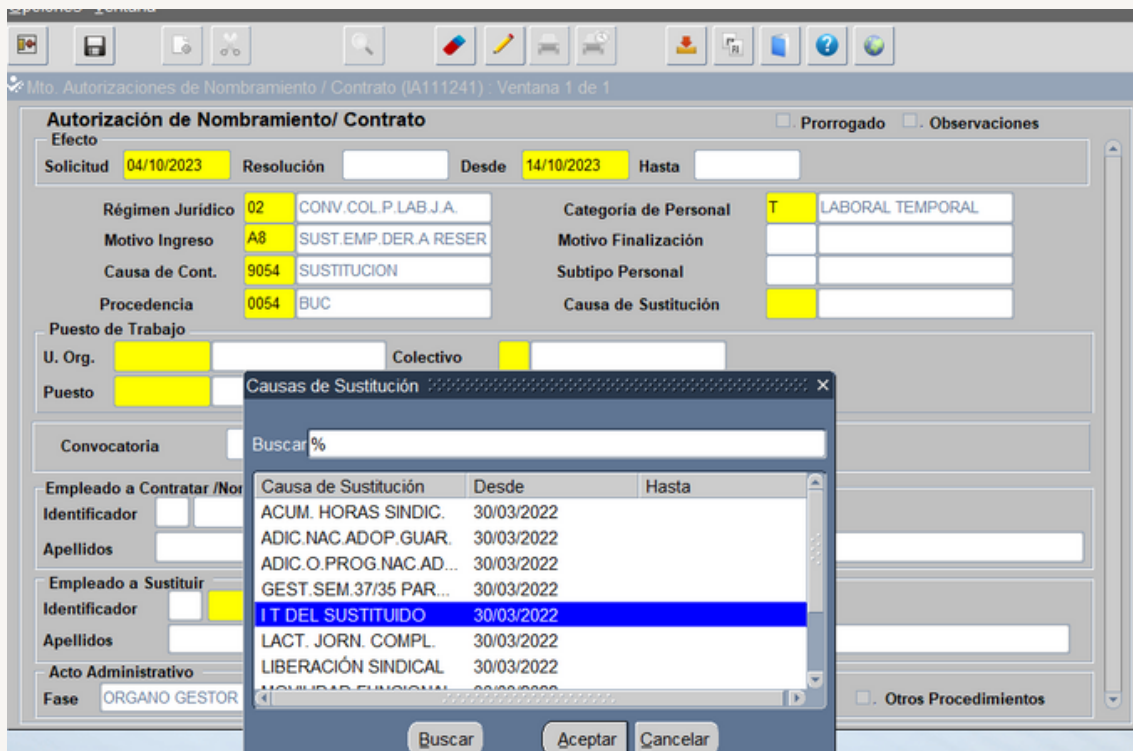 Opciones Ventana
Mto. Autorizaciones de Nombramiento / Contrato (IA111241) : Ventana 1 de 1
Autorización de Nombramiento/ Contrato Prorrogado Observaciones
Efecto
Solicitud 04/10/2023 Resolución Desde 14/10/2023 Hasta
Régimen Jurídico 02 CONV.COL.P.LAB.J.A. Categoría de Personal T LABORAL TEMPORAL
Motivo Ingreso A8 SUST.EMP.DER.A RESER Motivo Finalización
Causa de Cont. 9054 SUSTITUCION Subtipo Personal
Procedencia 0054 BUC Causa de Sustitución
Puesto de Trabajo
U. Org. Colectivo
Puesto
Causas de Sustitución
Convocatoria
Buscar %
Causa de Sustitución Desde Hasta
Empleado a Contratar /Nor
ACUM. HORAS SINDIC. 30/03/2022
Identificador
ADIC.NAC.ADOP.GUAR. 30/03/2022
Apellidos
ADIC.O.PROG.NAC.AD... 30/03/2022
Empleado a Sustituir
GEST.SEM.37/35 PAR... 30/03/2022
Identificador
I T DEL SUSTITUIDO 30/03/2022
Apellidos
LACT. JORN. COMPL. 30/03/2022
LIBERACIÓN SINDICAL 30/03/2022
Acto Administrativo
Fase ORGANO GESTOR Otros Procedimientos
Buscar Aceptar Cancelar